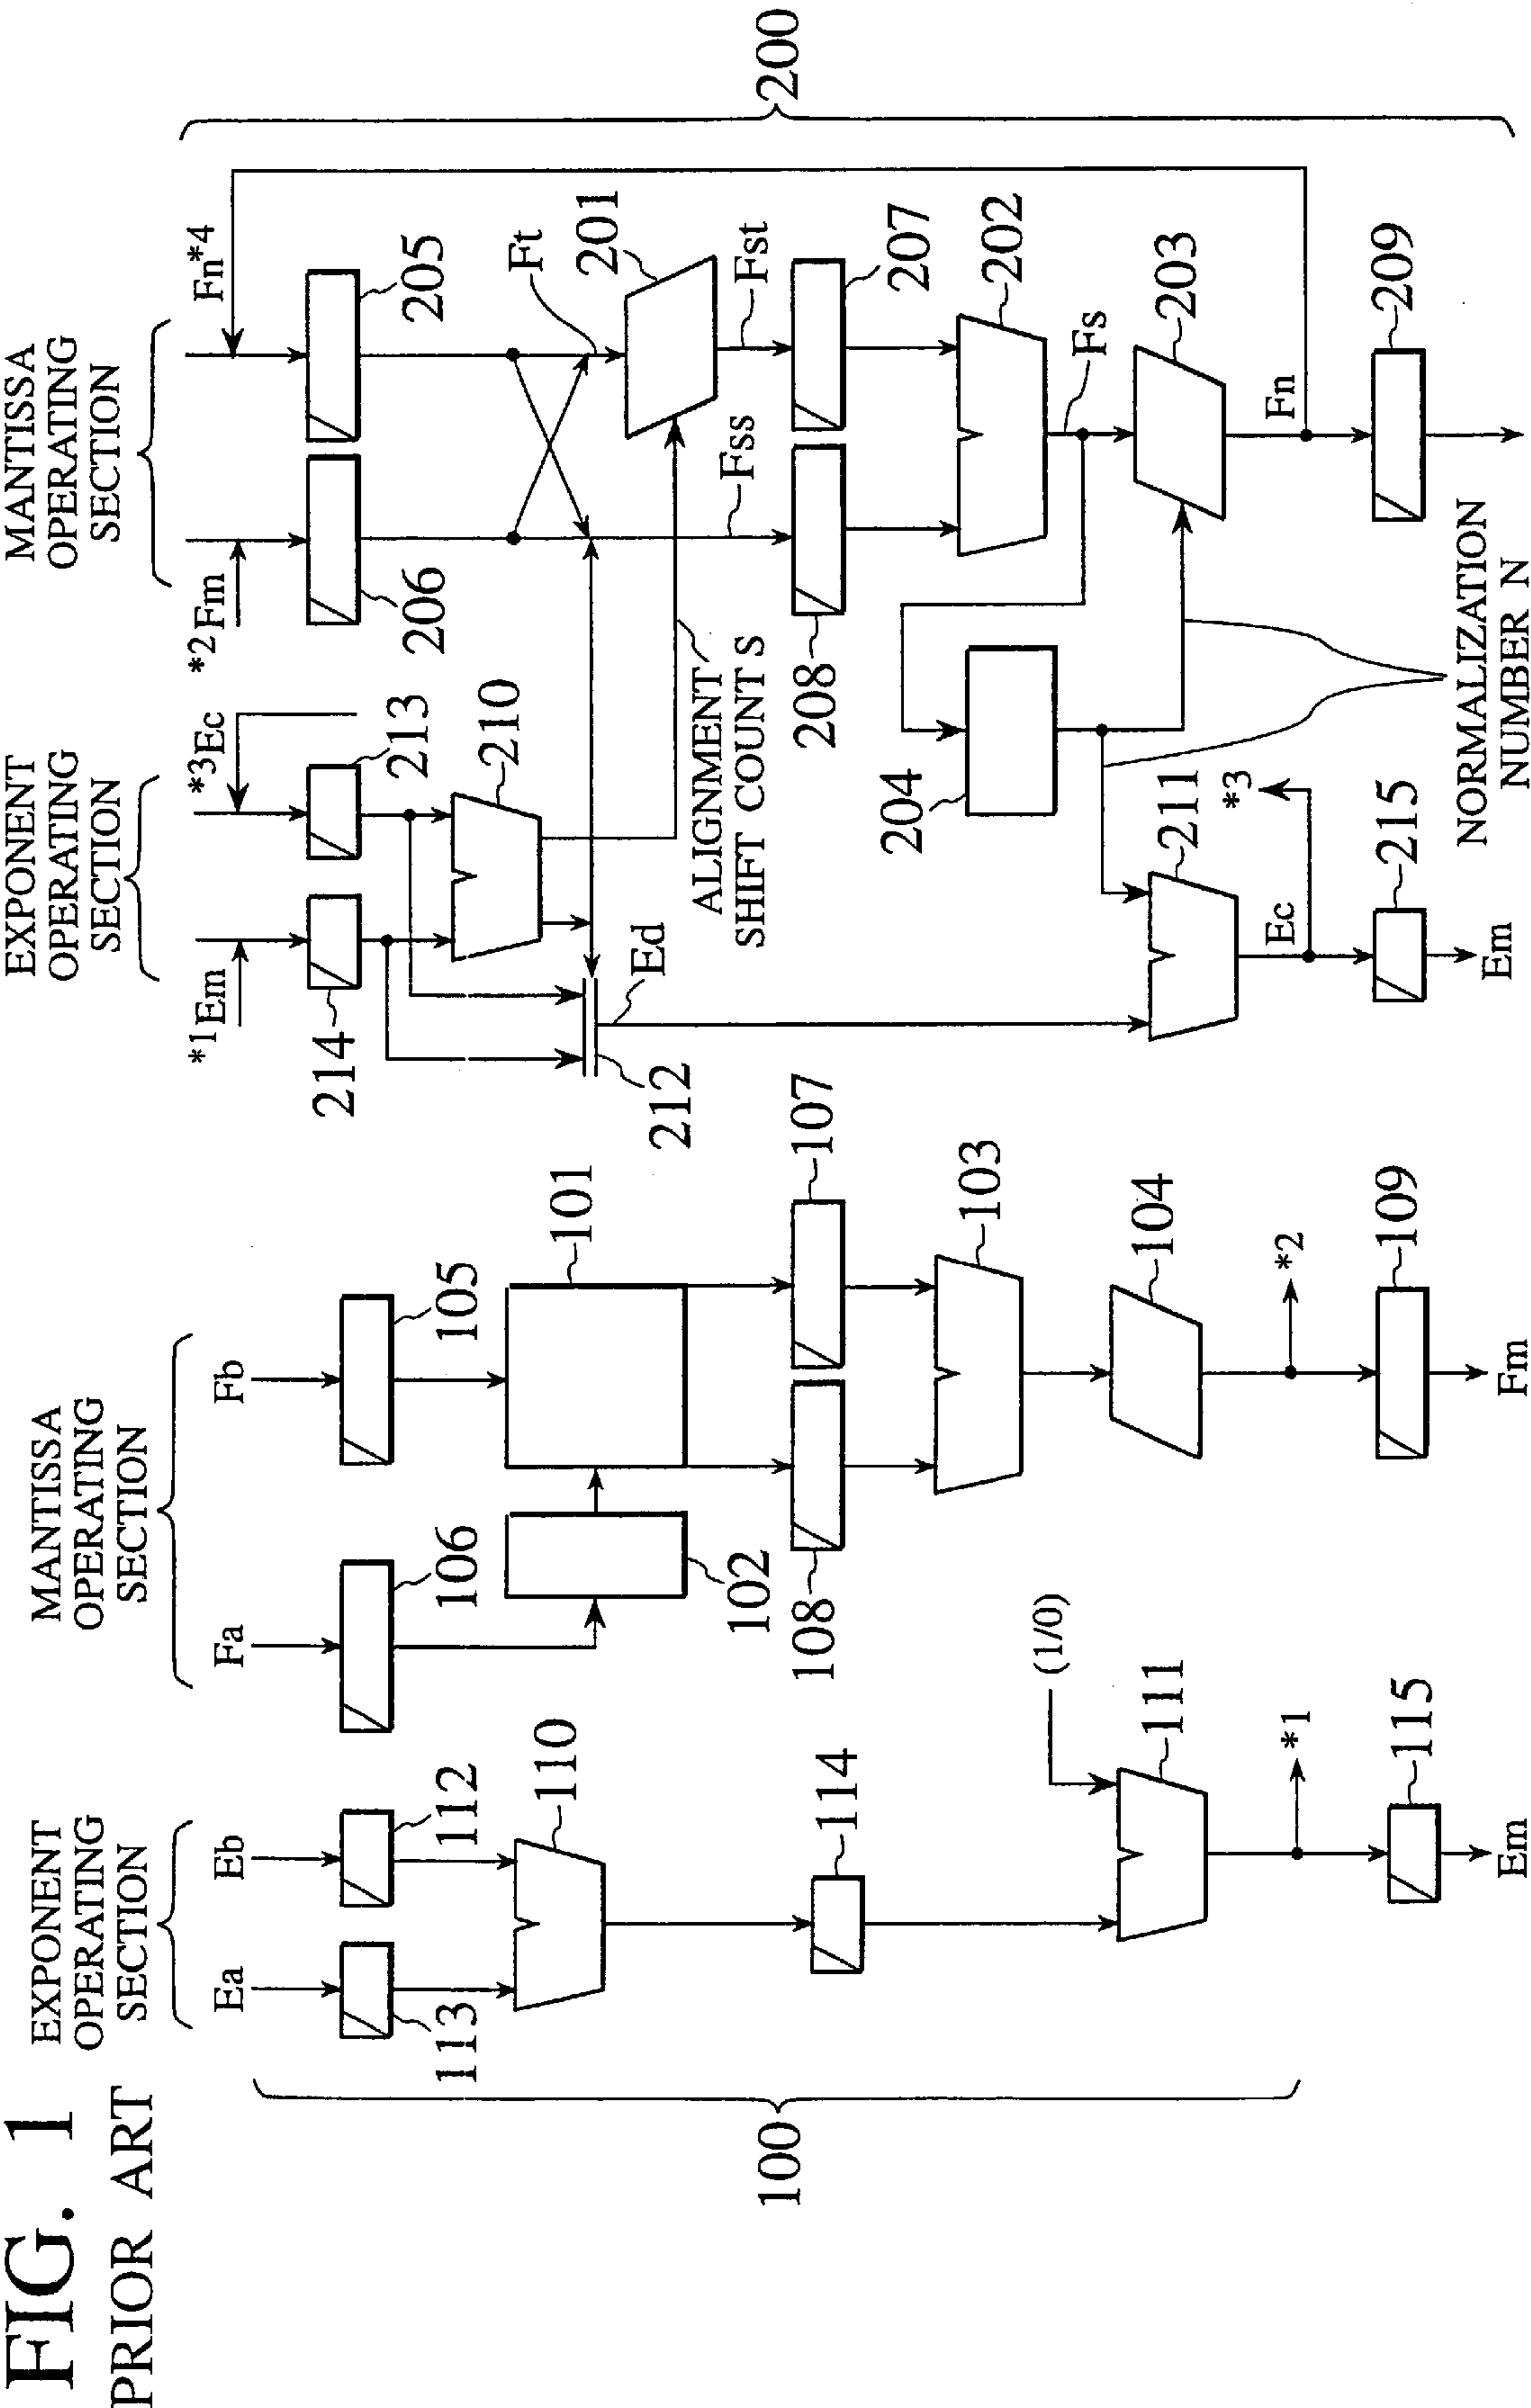 FIG. 1
PRIOR ART
100
EXPONENT
OPERATING
SECTION
Ea
Eb
113
112
110
114
(1/0)
111
*1
115
Em
MANTISSA
OPERATING
SECTION
Fa
Fb
106
105
102
101
108
107
103
104
*2
109
Fm
EXPONENT
OPERATING
SECTION
*1Em
*3Ec
214
213
210
212
Ed
ALIGNMENT
SHIFT COUNT S
204
211
*3
Ec
215
Em
NORMALIZATION
NUMBER N
MANTISSA
OPERATING
SECTION
*2Fm
Fn*4
206
205
Ft
201
Fss
Fst
208
207
202
Fs
203
Fn
209
200